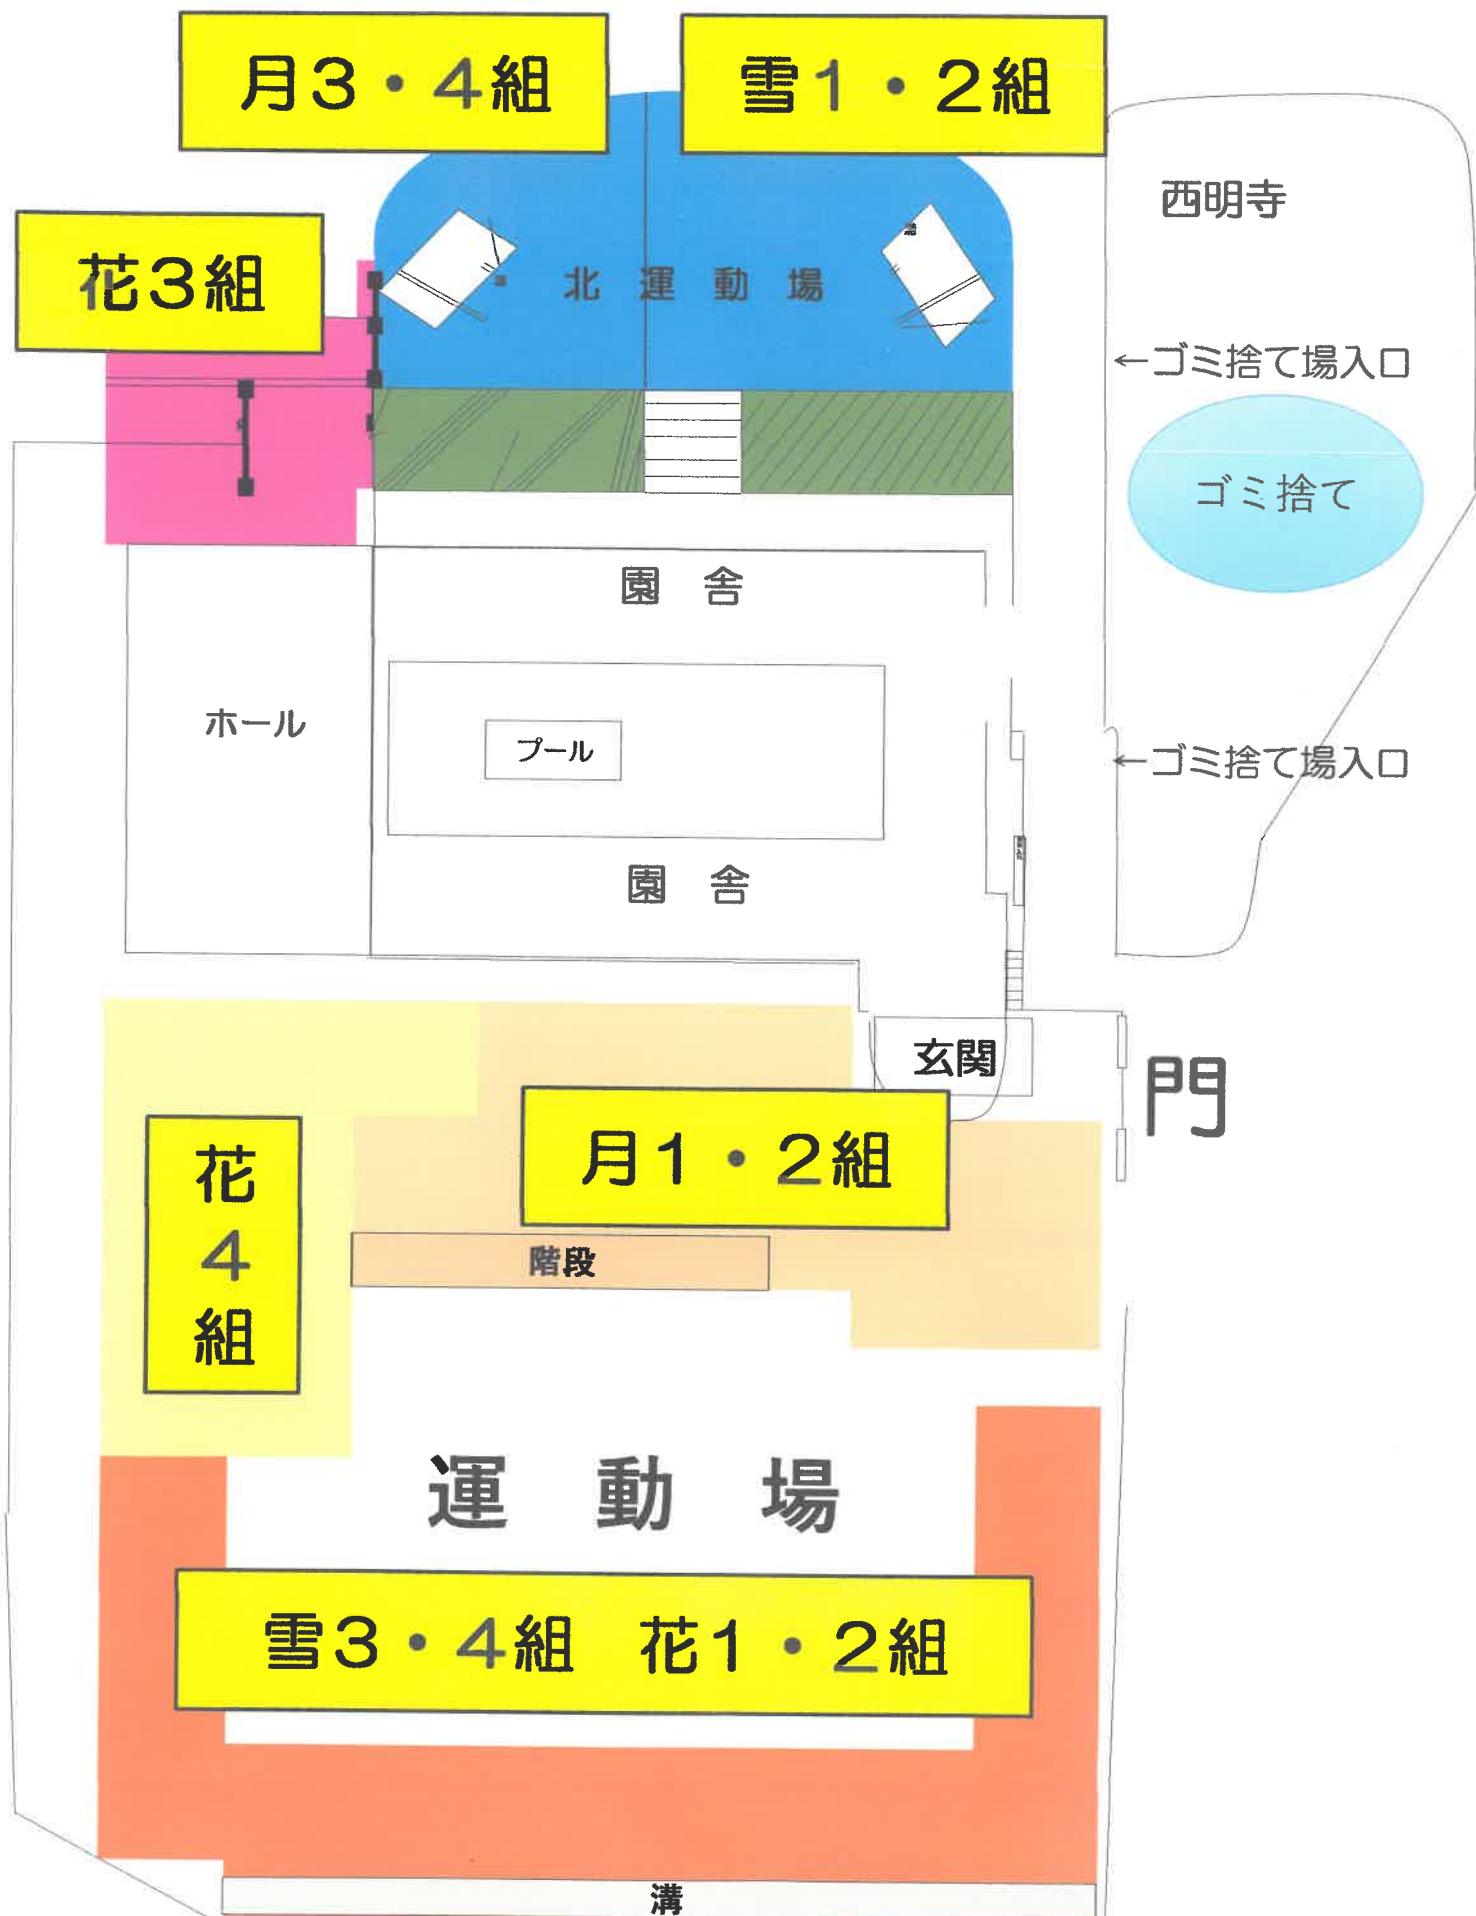 月3・4組
雪1・2組
西明寺
花3組
北運動場
←ゴミ捨て場入口
ゴミ捨て
園舎
ホール
プール
←ゴミ捨て場入口
園舎
玄関
門
月1・2組
花4組
階段
運動場
雪3・4組 花1・2組
溝